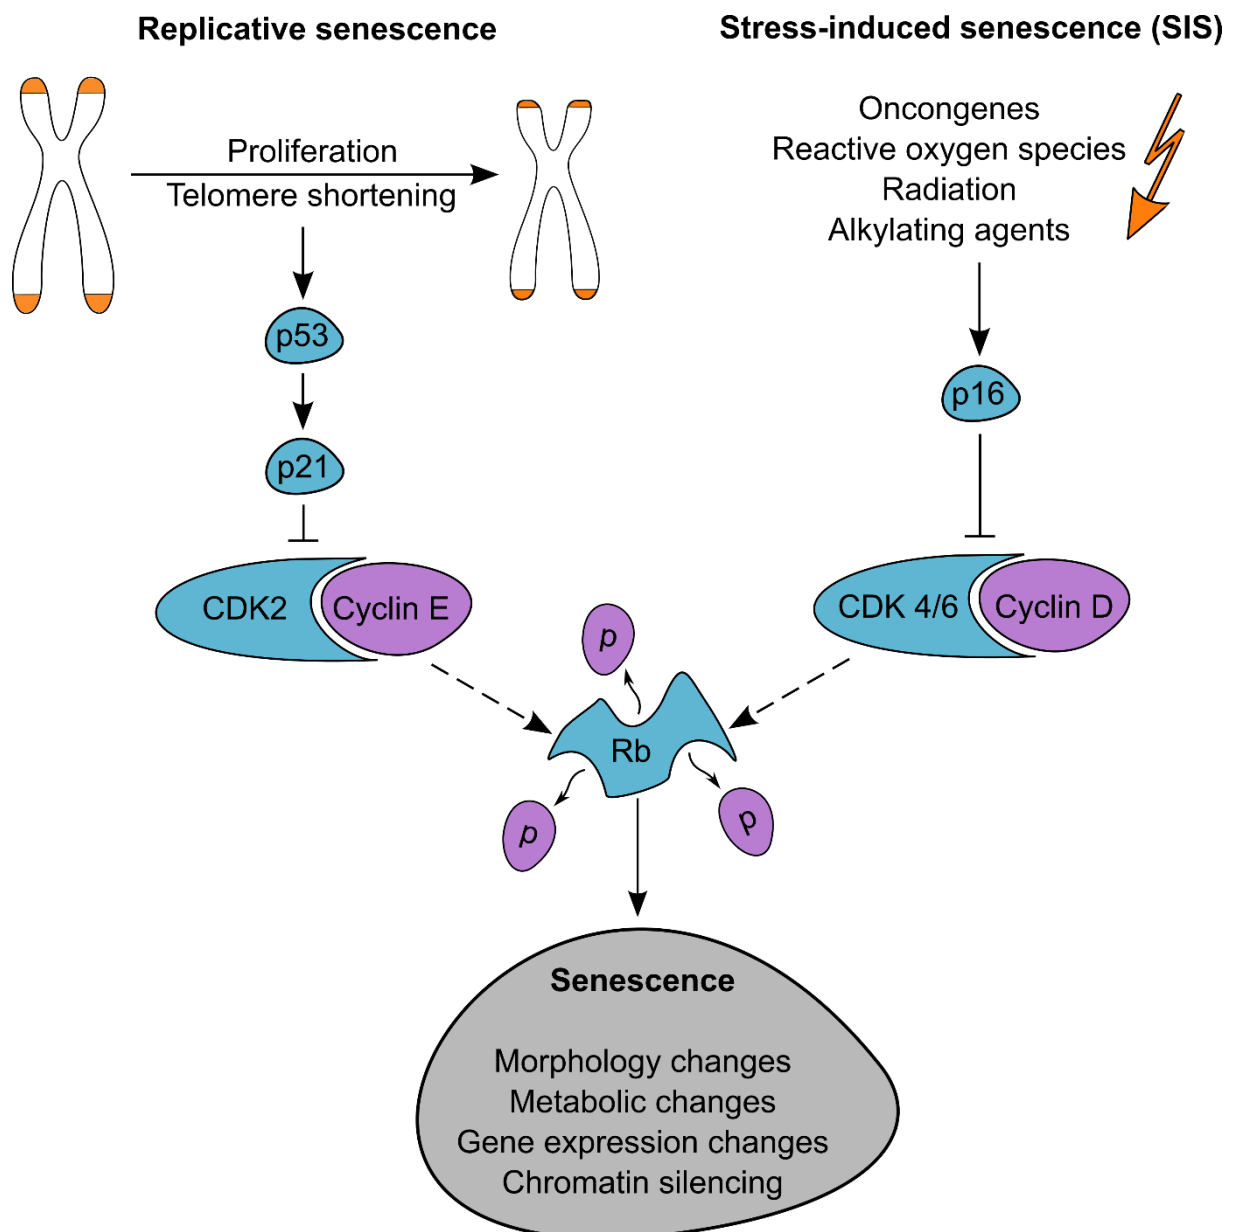 Replicative senescence
Stress-induced senescence (SIS)
Proliferation
Telomere shortening
Oncongenes
Reactive oxygen species
Radiation
Alkylating agents
p53
p21
p16
CDK2
Cyclin E
CDK 4/6
Cyclin D
p
Rb
p
p
Senescence
Morphology changes
Metabolic changes
Gene expression changes
Chromatin silencing